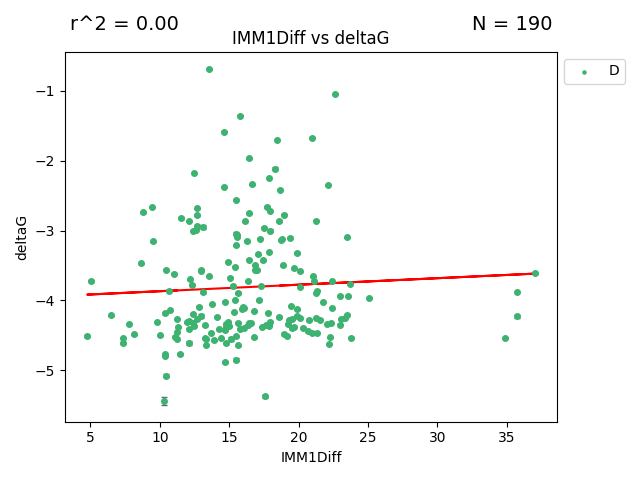 r^2 = 0.00
N = 190
IMM1Diff vs deltaG
D
deltaG
−1
−2
−3
−4
−5
5 10 15 20 25 30 35
IMM1Diff